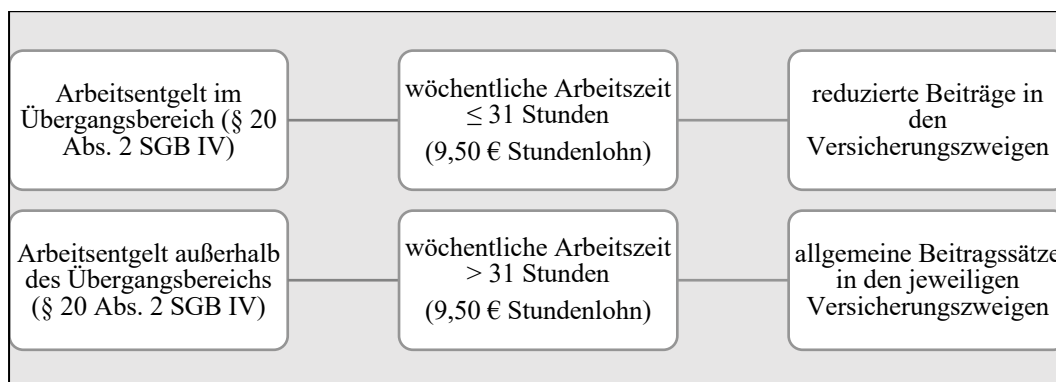 Arbeitsentgelt im
Übergangsbereich (§ 20
Abs. 2 SGB IV)
wöchentliche Arbeitszeit
≤ 31 Stunden
(9,50 € Stundenlohn)
reduzierte Beiträge in
den
Versicherungszweigen
Arbeitsentgelt außerhalb
des Übergangsbereichs
(§ 20 Abs. 2 SGB IV)
wöchentliche Arbeitszeit
> 31 Stunden
(9,50 € Stundenlohn)
allgemeine Beitragssätze
in den jeweiligen
Versicherungszweigen